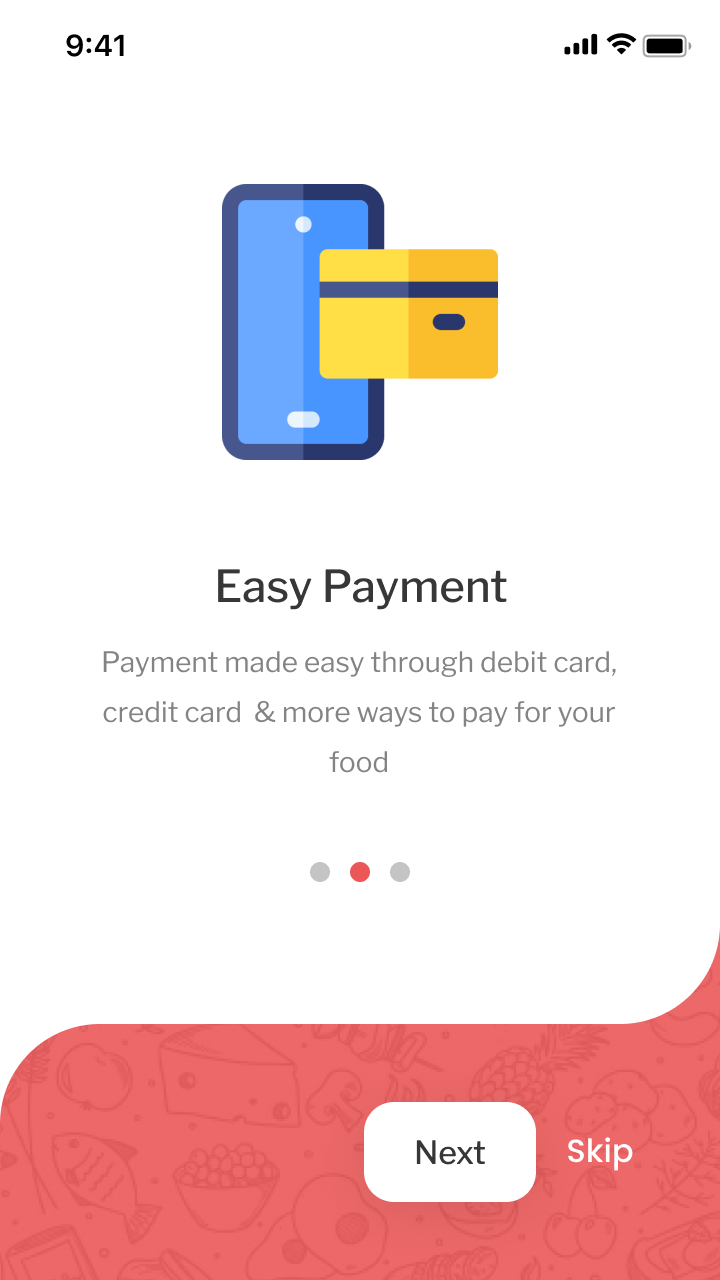 9:41
Easy Payment
Payment made easy through debit card,
credit card  & more ways to pay for your
food
Next
Skip